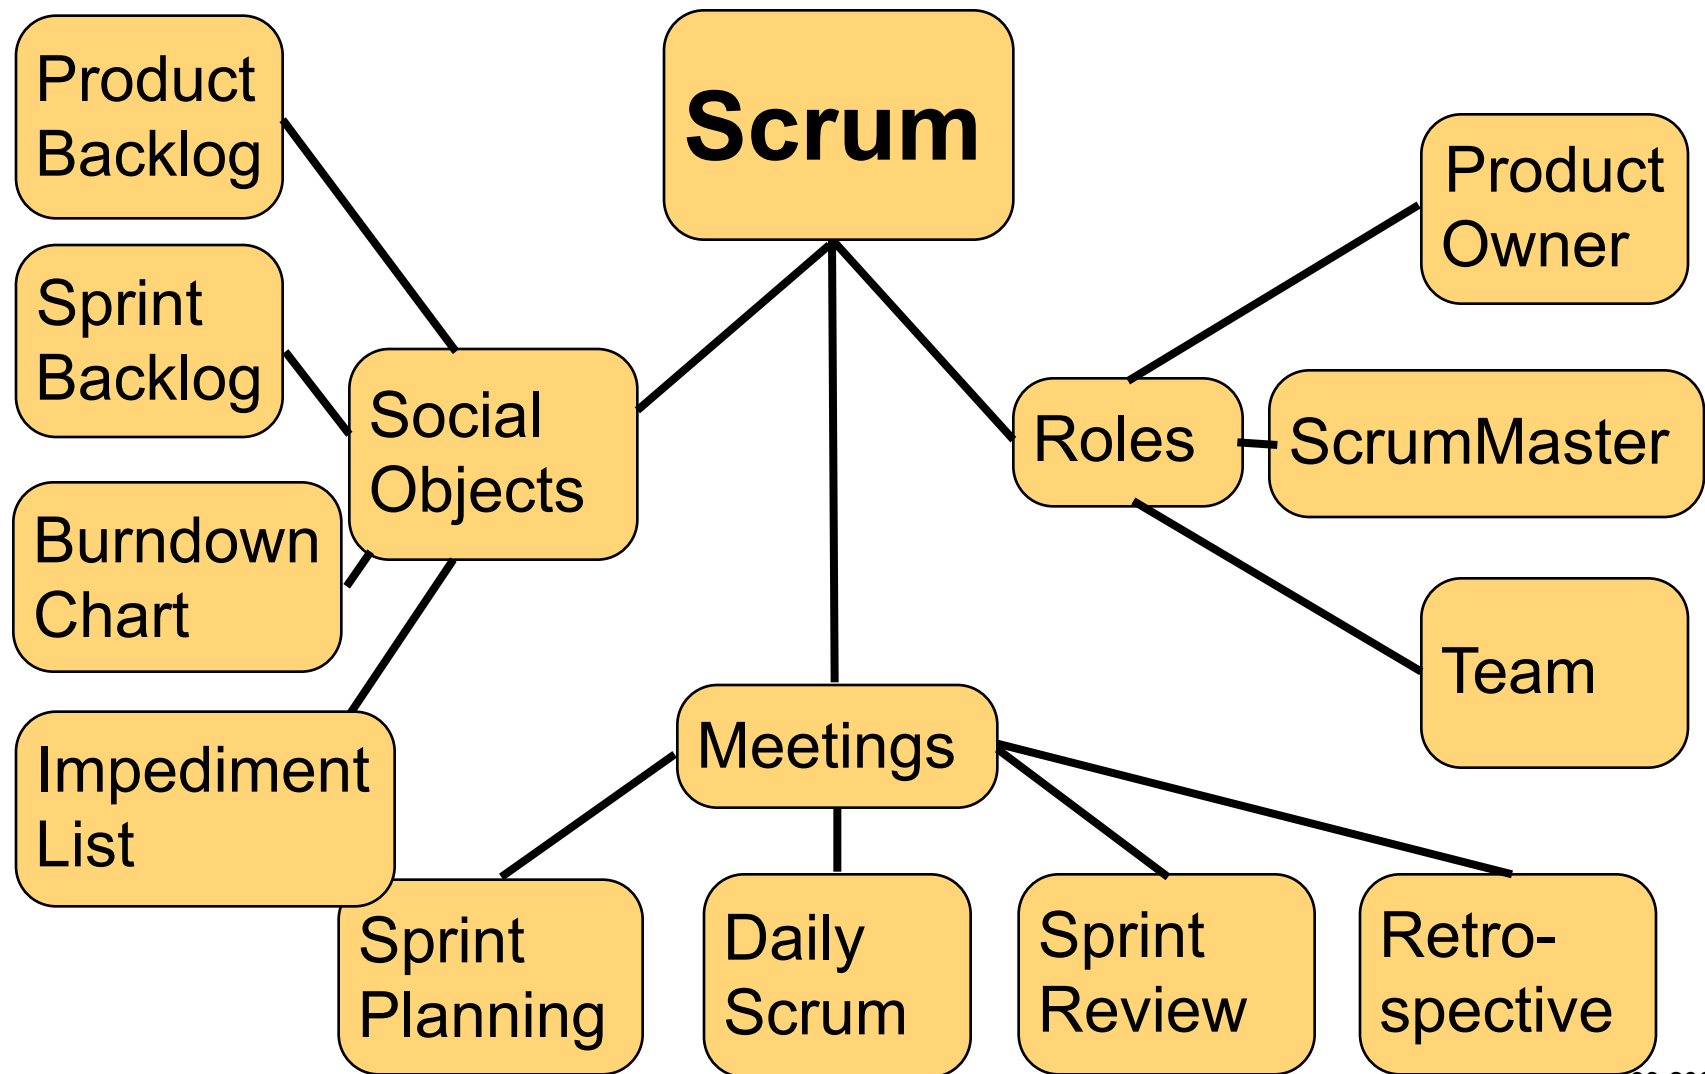 Scrum
Product
Backlog
Sprint
Backlog
Burndown
Chart
Impediment
List
Social
Objects
Roles
Product
Owner
ScrumMaster
Team
Meetings
Sprint
Planning
Daily
Scrum
Sprint
Review
Retro-
spective